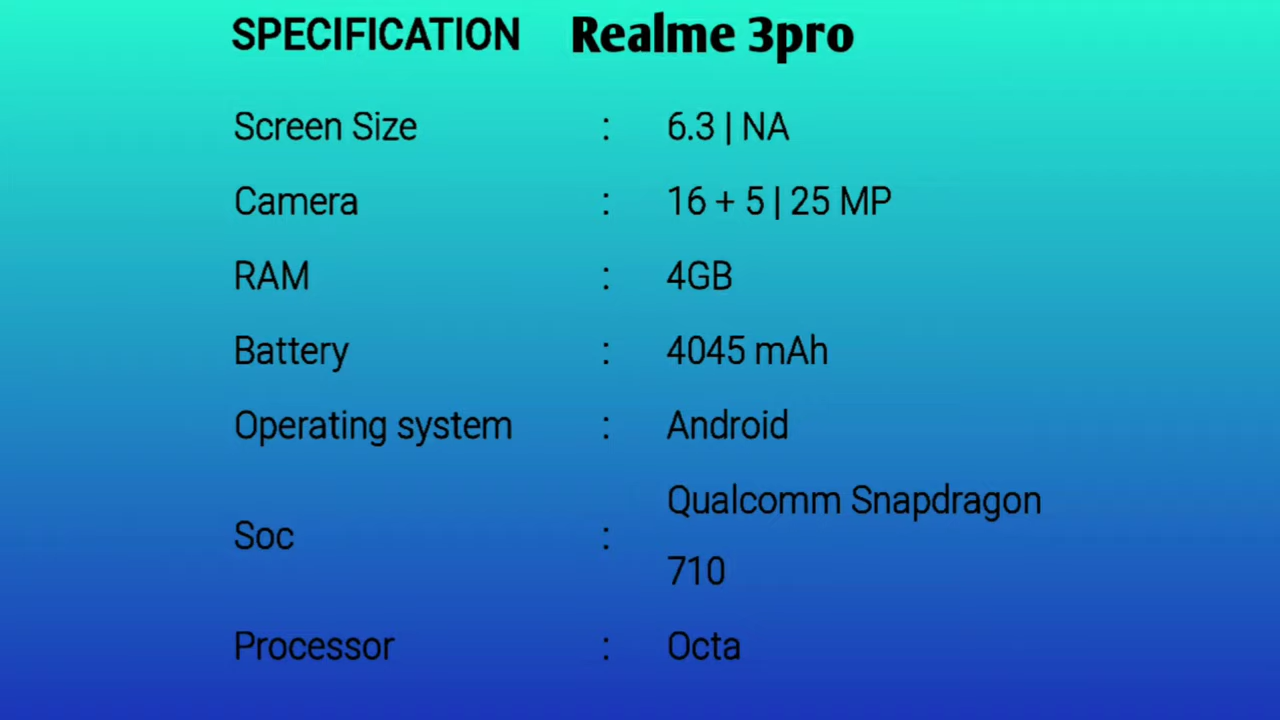 SPECIFICATION Realme 3pro
Screen Size : 6.3 | NA
Camera : 16 + 5 | 25 MP
RAM : 4GB
Battery : 4045 mAh
Operating system : Android
Soc : Qualcomm Snapdragon
710
Processor : Octa